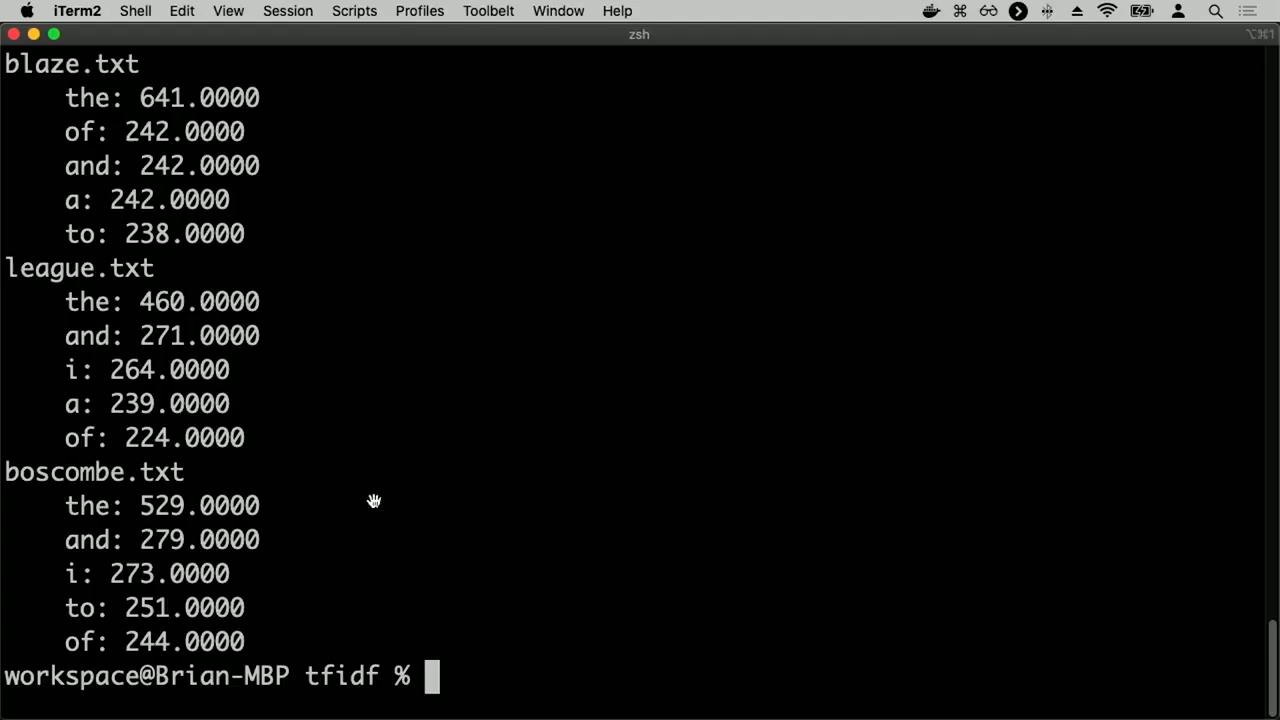 iTerm2 Shell Edit View Session Scripts Profiles Toolbelt Window Help
zsh
⌥⌘1
blaze.txt
the: 641.0000
of: 242.0000
and: 242.0000
a: 242.0000
to: 238.0000
league.txt
the: 460.0000
and: 271.0000
i: 264.0000
a: 239.0000
of: 224.0000
boscombe.txt
the: 529.0000
and: 279.0000
i: 273.0000
to: 251.0000
of: 244.0000
workspace@Brian-MBP tfidf %